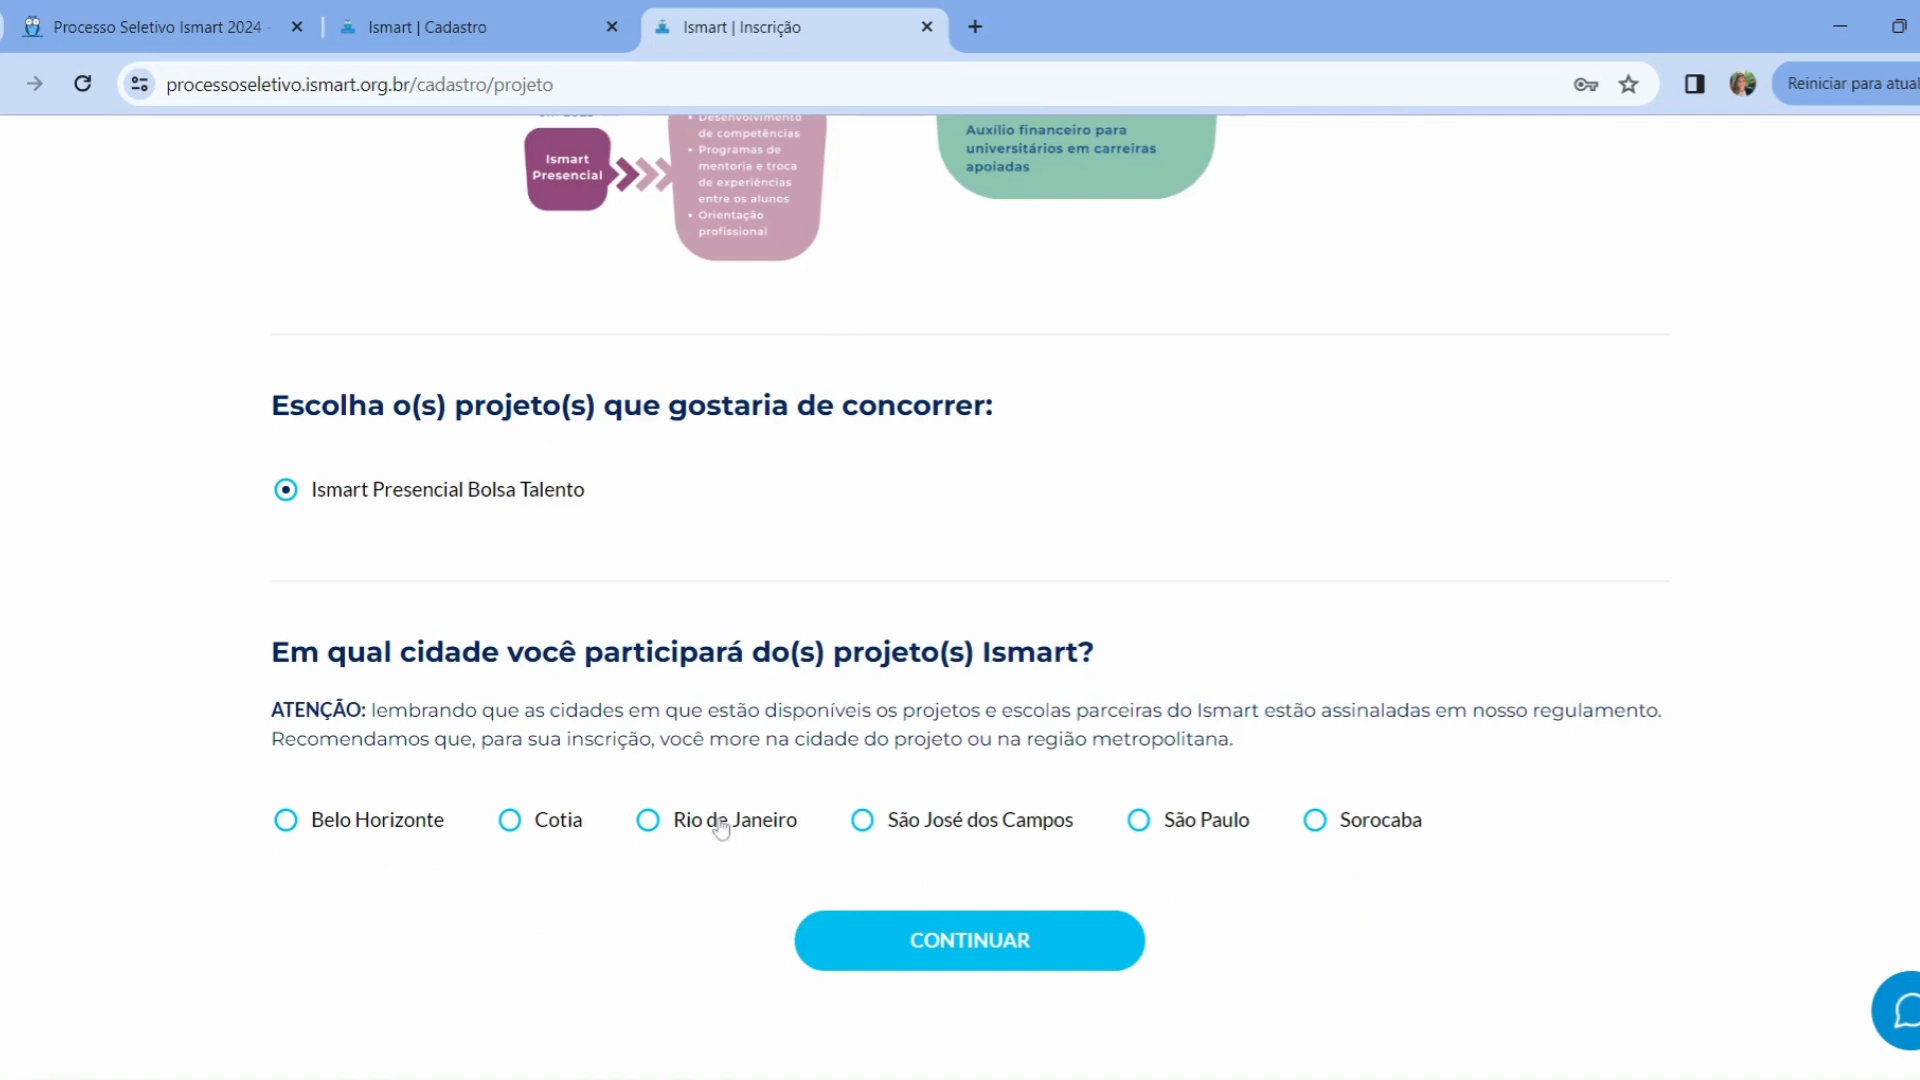 Processo Seletivo Ismart 2024 -
Ismart | Cadastro
Ismart | Inscrição
processoseletivo.ismart.org.br/cadastro/projeto
Reiniciar para atual
Ismart
Presencial
• Desenvolvimento
de competências
• Programas de
mentoria e troca
de experiências
entre os alunos
• Orientação
profissional
Auxílio financeiro para
universitários em carreiras
apoiadas
Escolha o(s) projeto(s) que gostaria de concorrer:
Ismart Presencial Bolsa Talento
Em qual cidade você participará do(s) projeto(s) Ismart?
ATENÇÃO: lembrando que as cidades em que estão disponíveis os projetos e escolas parceiras do Ismart estão assinaladas em nosso regulamento.
Recomendamos que, para sua inscrição, você more na cidade do projeto ou na região metropolitana.
Belo Horizonte
Cotia
Rio de Janeiro
São José dos Campos
São Paulo
Sorocaba
CONTINUAR